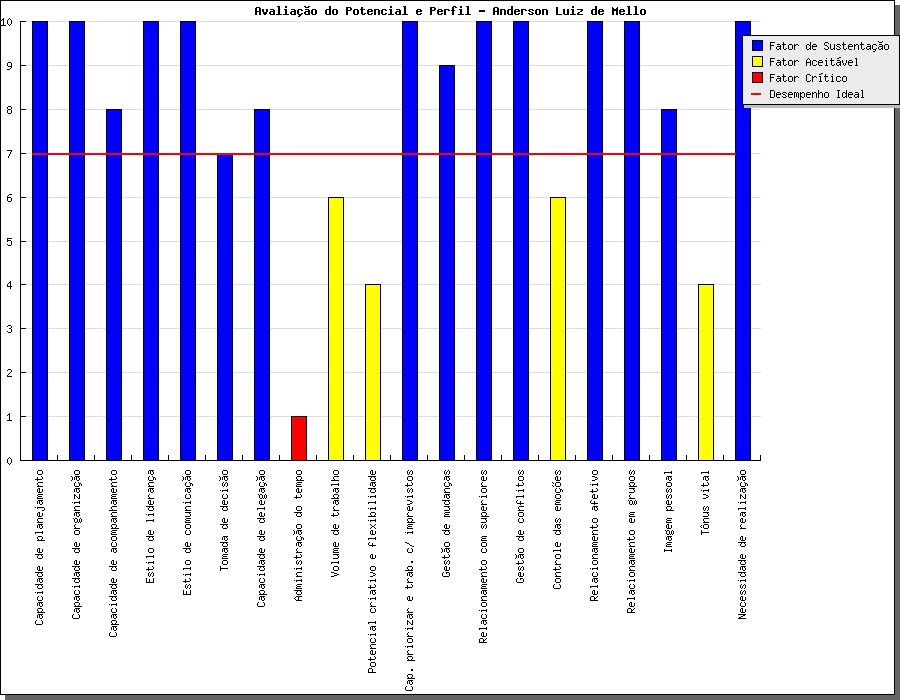 Avaliação do Potencial e Perfil - Anderson Luiz de Mello
Fator de Sustentação
Fator Aceitável
Fator Crítico
Desempenho Ideal
10
9
8
7
6
5
4
3
2
1
0
Capacidade de planejamento
Capacidade de organização
Capacidade de acompanhamento
Estilo de liderança
Estilo de comunicação
Tomada de decisão
Capacidade de delegação
Administração do tempo
Volume de trabalho
Potencial criativo e flexibilidade
Cap. priorizar e trab. c/ imprevistos
Gestão de mudanças
Relacionamento com superiores
Gestão de conflitos
Controle das emoções
Relacionamento afetivo
Relacionamento em grupos
Imagem pessoal
Tônus vital
Necessidade de realização